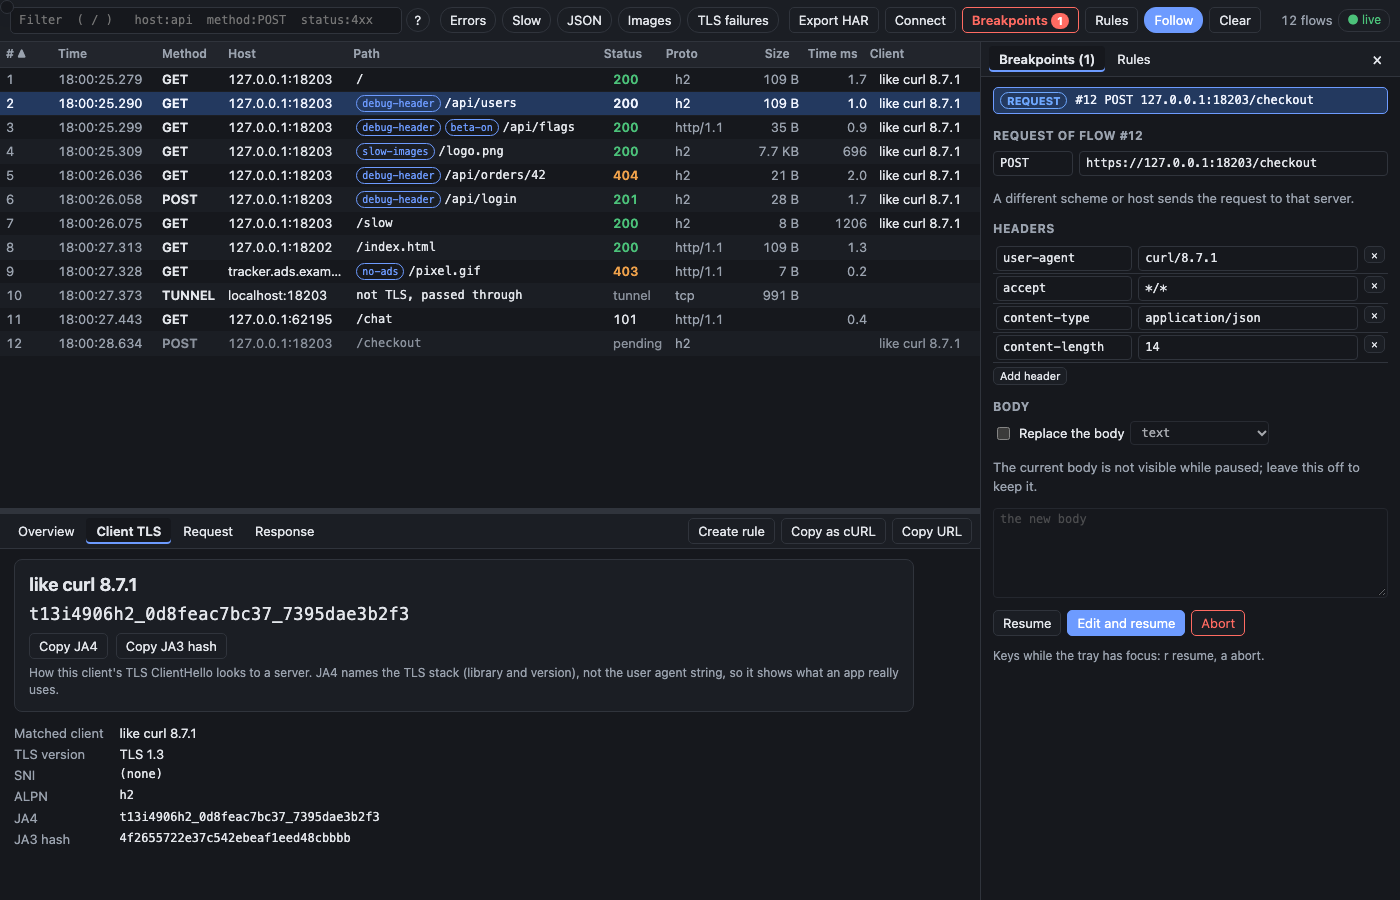 Filter ( / ) host:api method:POST status:4xx ? Errors Slow JSON Images TLS failures Export HAR Connect Breakpoints 1 Rules Follow Clear 12 flows live
# ▲ Time Method Host Path Status Proto Size Time ms Client
1 18:00:25.279 GET 127.0.0.1:18203 / 200 h2 109 B 1.7 like curl 8.7.1
2 18:00:25.290 GET 127.0.0.1:18203 debug-header /api/users 200 h2 109 B 1.0 like curl 8.7.1
3 18:00:25.299 GET 127.0.0.1:18203 debug-header beta-on /api/flags 200 http/1.1 35 B 0.9 like curl 8.7.1
4 18:00:25.309 GET 127.0.0.1:18203 slow-images /logo.png 200 h2 7.7 KB 696 like curl 8.7.1
5 18:00:26.036 GET 127.0.0.1:18203 debug-header /api/orders/42 404 h2 21 B 2.0 like curl 8.7.1
6 18:00:26.058 POST 127.0.0.1:18203 debug-header /api/login 201 h2 28 B 1.7 like curl 8.7.1
7 18:00:26.075 GET 127.0.0.1:18203 /slow 200 h2 8 B 1206 like curl 8.7.1
8 18:00:27.313 GET 127.0.0.1:18202 /index.html 200 http/1.1 109 B 1.3
9 18:00:27.328 GET tracker.ads.exam... no-ads /pixel.gif 403 http/1.1 7 B 0.2
10 18:00:27.373 TUNNEL localhost:18203 not TLS, passed through tunnel tcp 991 B
11 18:00:27.443 GET 127.0.0.1:62195 /chat 101 http/1.1 0.4
12 18:00:28.634 POST 127.0.0.1:18203 /checkout pending h2 like curl 8.7.1
Overview Client TLS Request Response Create rule Copy as cURL Copy URL
like curl 8.7.1
t13i4906h2_0d8feac7bc37_7395dae3b2f3
Copy JA4 Copy JA3 hash
How this client's TLS ClientHello looks to a server. JA4 names the TLS stack (library and version), not the user agent string, so it shows what an app really
uses.
Matched client like curl 8.7.1
TLS version TLS 1.3
SNI (none)
ALPN h2
JA4 t13i4906h2_0d8feac7bc37_7395dae3b2f3
JA3 hash 4f2655722e37c542ebeaf1eed48cbbbb
Breakpoints (1) Rules ×
REQUEST #12 POST 127.0.0.1:18203/checkout
REQUEST OF FLOW #12
POST https://127.0.0.1:18203/checkout
A different scheme or host sends the request to that server.
HEADERS
user-agent curl/8.7.1 ×
accept */* ×
content-type application/json ×
content-length 14 ×
Add header
BODY
Replace the body text
The current body is not visible while paused; leave this off to
keep it.
the new body
Resume Edit and resume Abort
Keys while the tray has focus: r resume, a abort.